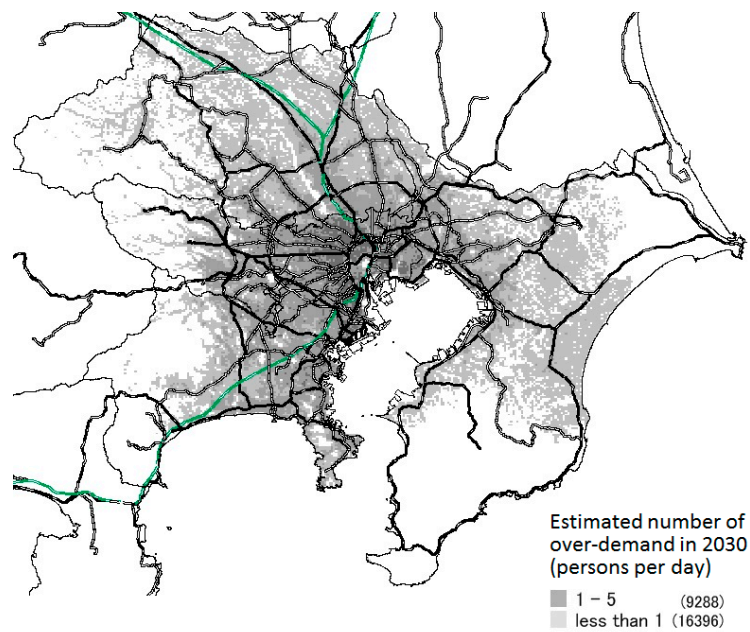 Estimated number of
over-demand in 2030
(persons per day)
1 – 5 (9288)
less than 1 (16396)